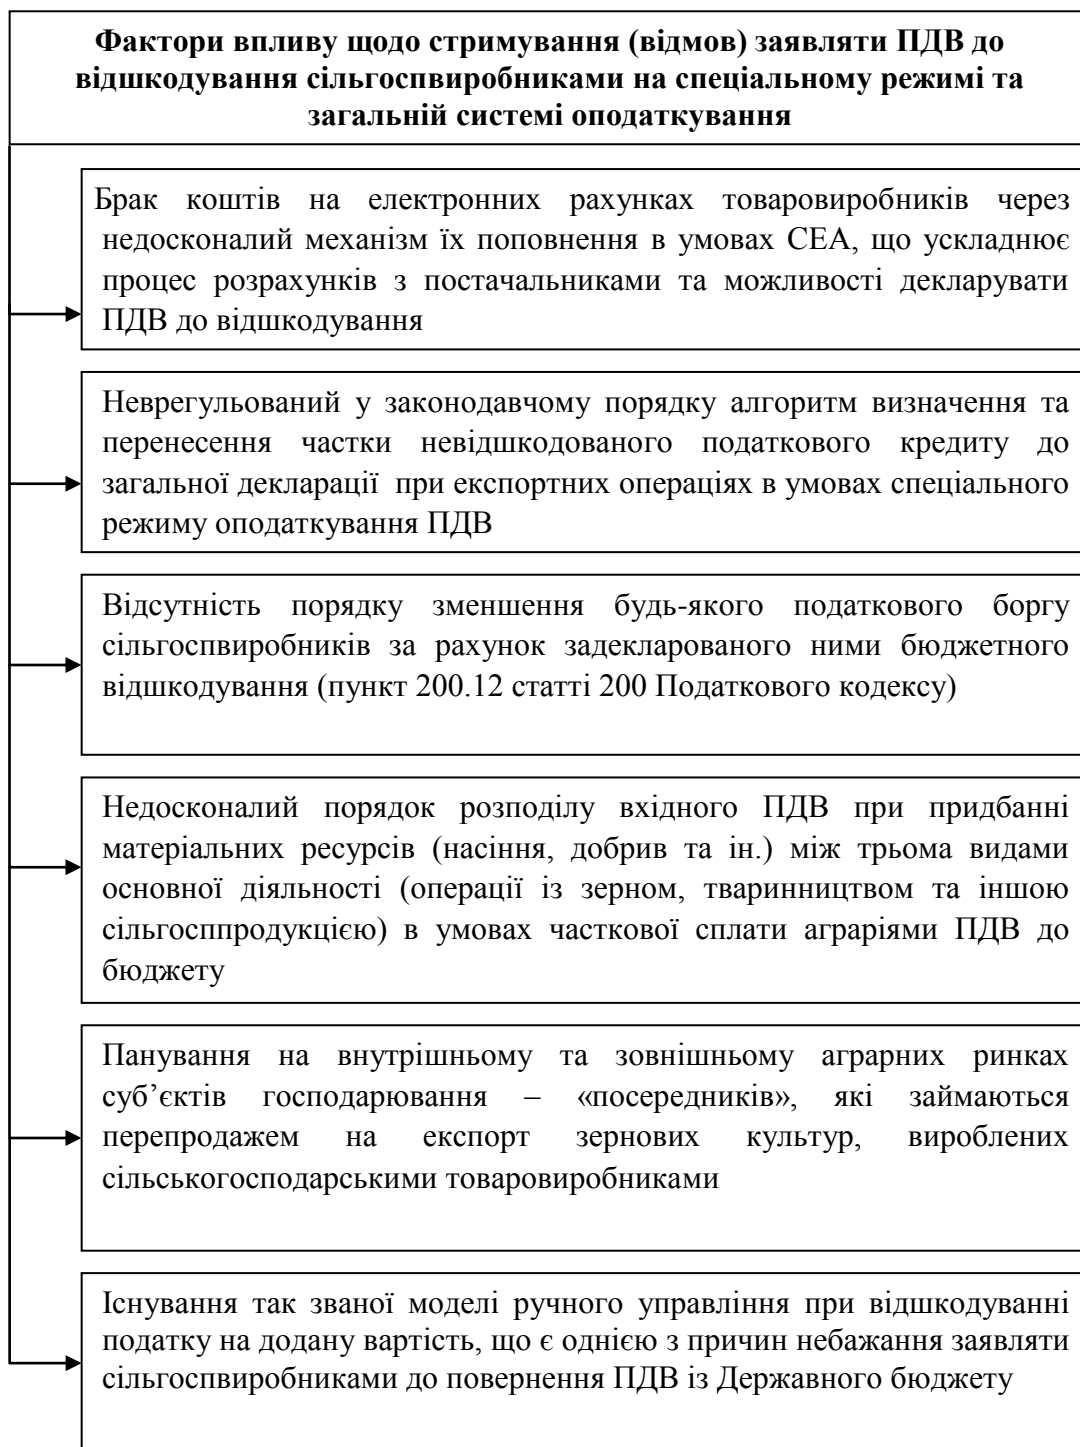 Фактори впливу щодо стримування (відмов) заявляти ПДВ до
відшкодування сільгоспвиробниками на спеціальному режимі та
загальній системі оподаткування
Брак коштів на електронних рахунках товаровиробників через
недосконалий механізм їх поповнення в умовах СЕА, що ускладнює
процес розрахунків з постачальниками та можливості декларувати
ПДВ до відшкодування
Неврегульований у законодавчому порядку алгоритм визначення та
перенесення частки невідшкодованого податкового кредиту до
загальної декларації при експортних операціях в умовах спеціального
режиму оподаткування ПДВ
Відсутність порядку зменшення будь-якого податкового боргу
сільгоспвиробників за рахунок задекларованого ними бюджетного
відшкодування (пункт 200.12 статті 200 Податкового кодексу)
Недосконалий порядок розподілу вхідного ПДВ при придбанні
матеріальних ресурсів (насіння, добрив та ін.) між трьома видами
основної діяльності (операції із зерном, тваринництвом та іншою
сільгосппродукцією) в умовах часткової сплати аграріями ПДВ до
бюджету
Панування на внутрішньому та зовнішньому аграрних ринках
суб’єктів господарювання – «посередників», які займаються
перепродажем на експорт зернових культур, вироблених
сільськогосподарськими товаровиробниками
Існування так званої моделі ручного управління при відшкодуванні
податку на додану вартість, що є однією з причин небажання заявляти
сільгоспвиробниками до повернення ПДВ із Державного бюджету